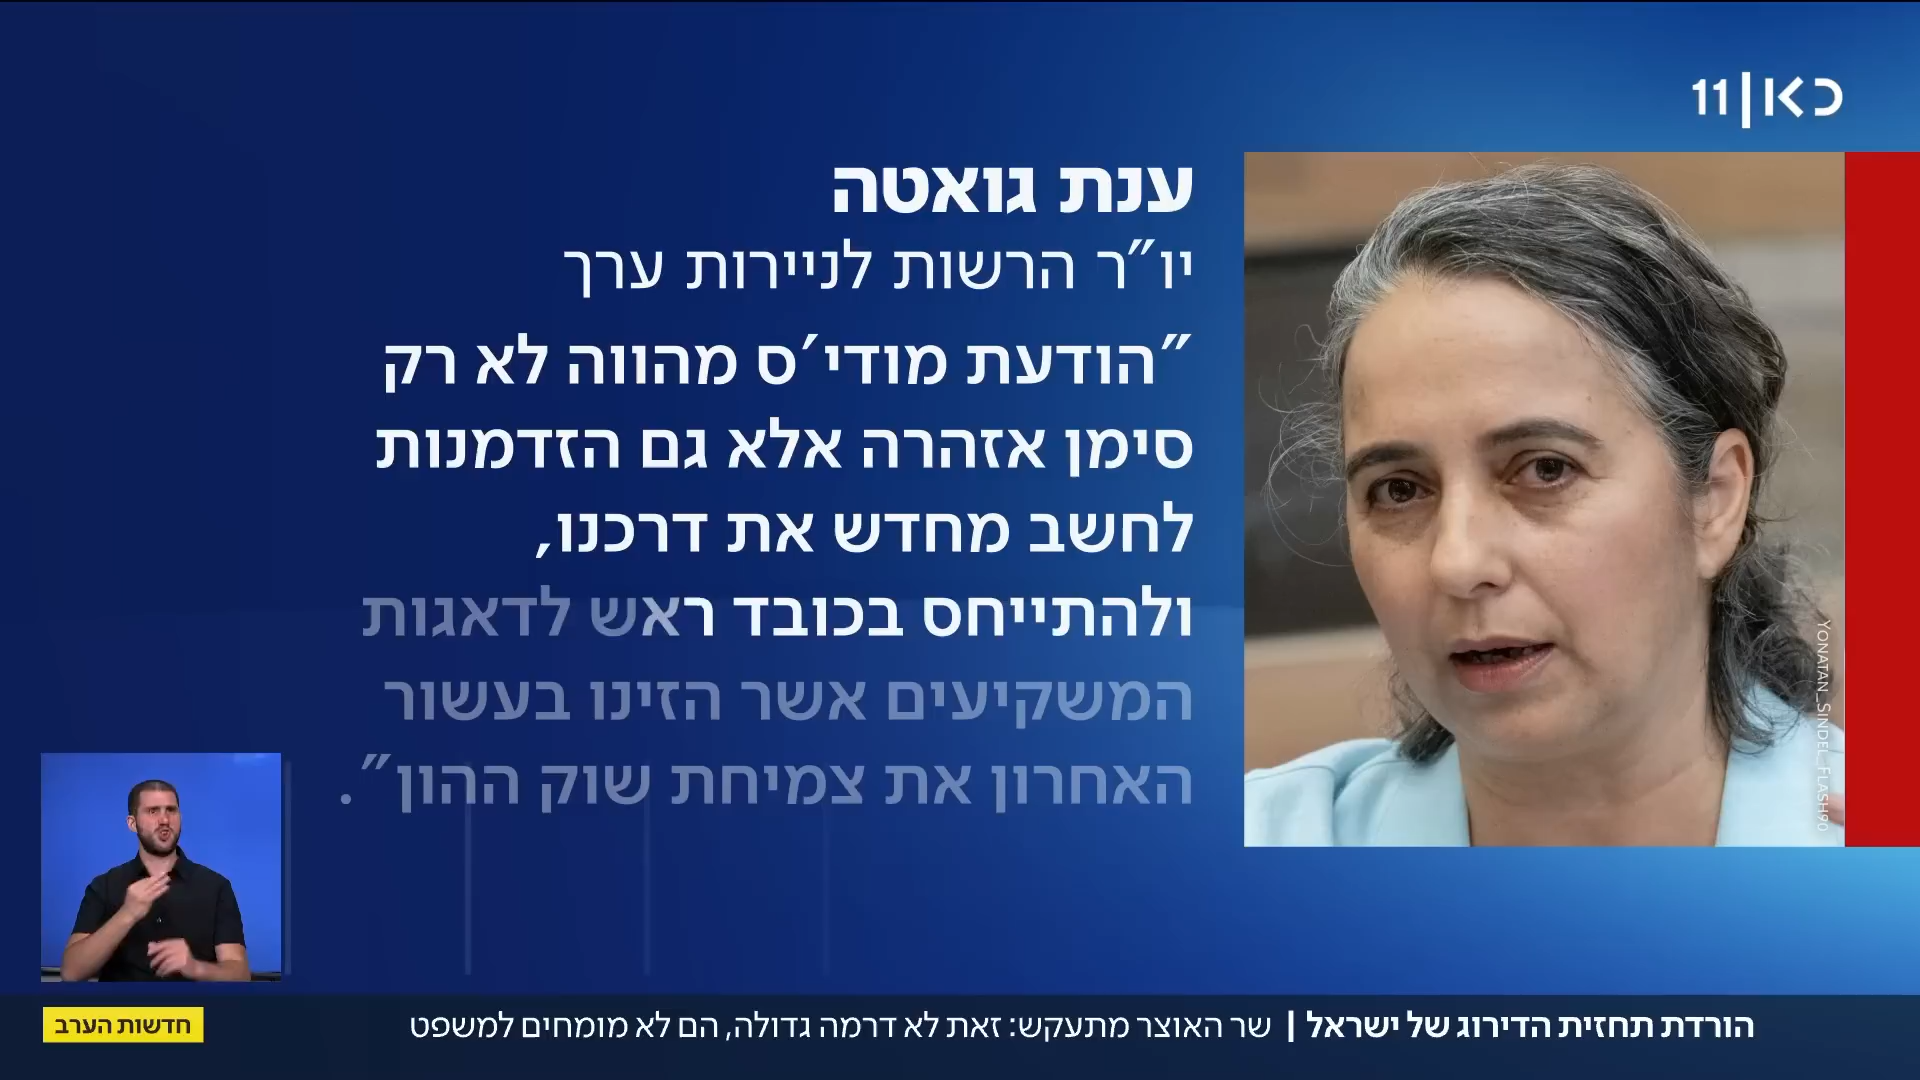 כאן 11
ענת גואטה
יו"ר הרשות לניירות ערך
"הודעת מודי'ס מהווה לא רק
סימן אזהרה אלא גם הזדמנות
לחשב מחדש את דרכנו,
ולהתייחס בכובד ראש לדאגות
המשקיעים אשר הזינו בעשור
האחרון את צמיחת שוק ההון".
YONATAN_SINDEL_FLASH90
הורדת תחזית הדירוג של ישראל | שר האוצר מתעקש: זאת לא דרמה גדולה, הם לא מומחים למשפט
חדשות הערב